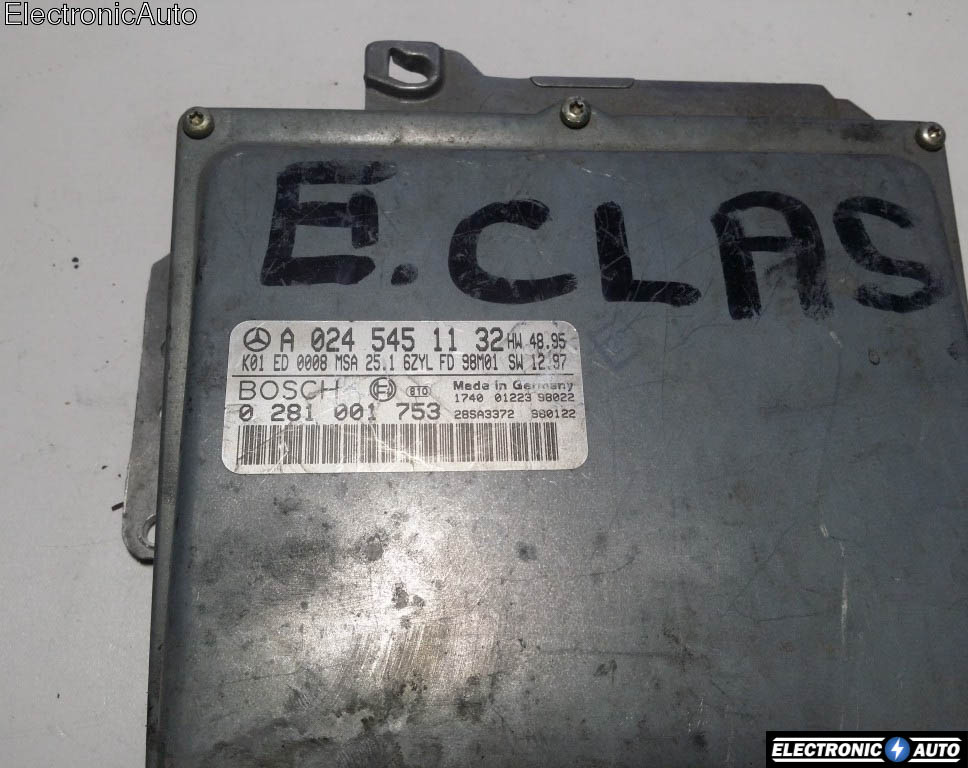 ElectronicAuto
E.CLAS
A 024 545 11 32 HW 48.95
K01 ED 0008 MSA 25.1 6ZYL FD 98M01 SW 12.97
BOSCH Made in Germany
1740 01223 98022
0 281 001 753 28SA3372 980122
ELECTRONIC AUTO